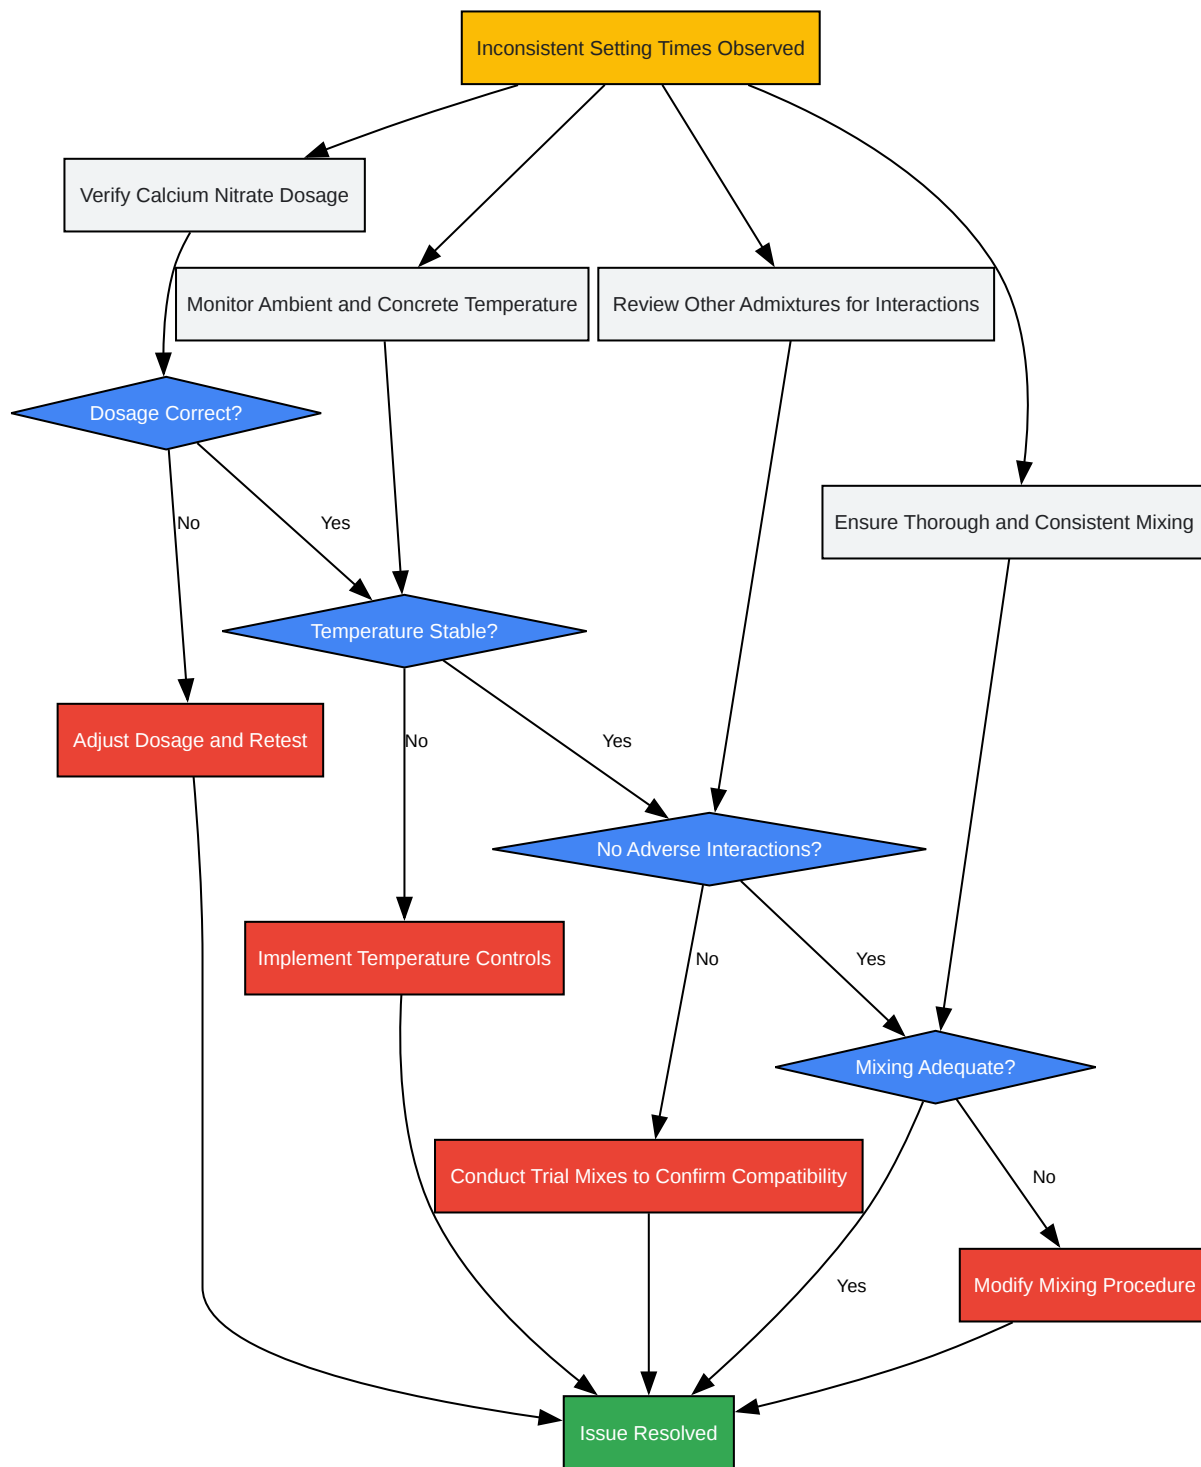 Inconsistent Setting Times Observed
Verify Calcium Nitrate Dosage
Monitor Ambient and Concrete Temperature
Review Other Admixtures for Interactions
Dosage Correct?
No
Yes
Ensure Thorough and Consistent Mixing
Temperature Stable?
Adjust Dosage and Retest
No
Yes
No Adverse Interactions?
Implement Temperature Controls
No
Yes
Mixing Adequate?
Conduct Trial Mixes to Confirm Compatibility
No
Yes
Modify Mixing Procedure
Issue Resolved